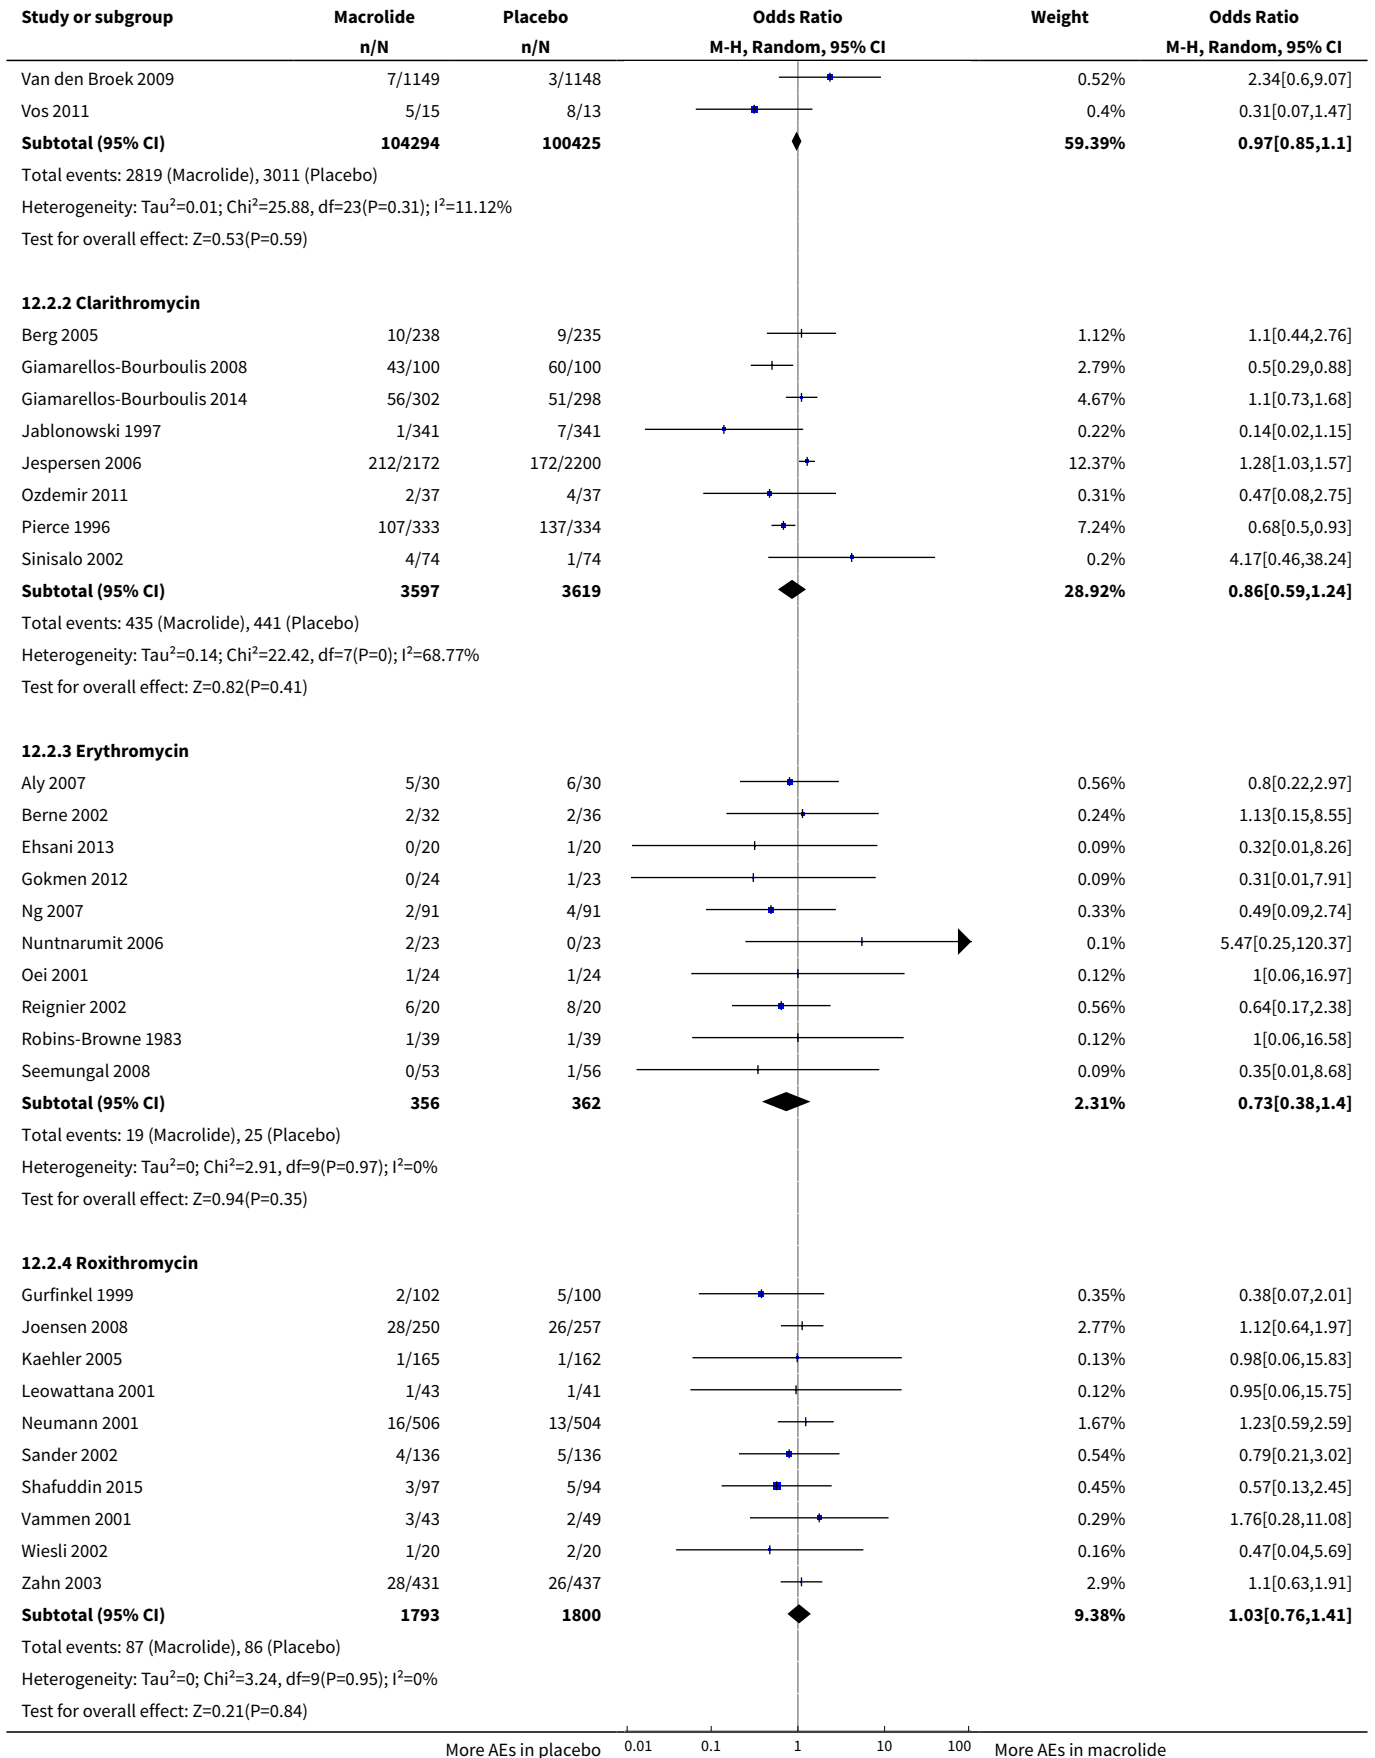 Study or subgroup Macrolide Placebo Odds Ratio Weight Odds Ratio
n/N n/N M-H, Random, 95% CI M-H, Random, 95% CI
Van den Broek 2009 7/1149 3/1148 0.52% 2.34[0.6,9.07]
Vos 2011 5/15 8/13 0.4% 0.31[0.07,1.47]
Subtotal (95% CI) 104294 100425 59.39% 0.97[0.85,1.1]
Total events: 2819 (Macrolide), 3011 (Placebo)
Heterogeneity: Tau²=0.01; Chi²=25.88, df=23(P=0.31); I²=11.12%
Test for overall effect: Z=0.53(P=0.59)
12.2.2 Clarithromycin
Berg 2005 10/238 9/235 1.12% 1.1[0.44,2.76]
Giamarellos-Bourboulis 2008 43/100 60/100 2.79% 0.5[0.29,0.88]
Giamarellos-Bourboulis 2014 56/302 51/298 4.67% 1.1[0.73,1.68]
Jablonowski 1997 1/341 7/341 0.22% 0.14[0.02,1.15]
Jespersen 2006 212/2172 172/2200 12.37% 1.28[1.03,1.57]
Ozdemir 2011 2/37 4/37 0.31% 0.47[0.08,2.75]
Pierce 1996 107/333 137/334 7.24% 0.68[0.5,0.93]
Sinisalo 2002 4/74 1/74 0.2% 4.17[0.46,38.24]
Subtotal (95% CI) 3597 3619 28.92% 0.86[0.59,1.24]
Total events: 435 (Macrolide), 441 (Placebo)
Heterogeneity: Tau²=0.14; Chi²=22.42, df=7(P=0); I²=68.77%
Test for overall effect: Z=0.82(P=0.41)
12.2.3 Erythromycin
Aly 2007 5/30 6/30 0.56% 0.8[0.22,2.97]
Berne 2002 2/32 2/36 0.24% 1.13[0.15,8.55]
Ehsani 2013 0/20 1/20 0.09% 0.32[0.01,8.26]
Gokmen 2012 0/24 1/23 0.09% 0.31[0.01,7.91]
Ng 2007 2/91 4/91 0.33% 0.49[0.09,2.74]
Nuntnarumit 2006 2/23 0/23 0.1% 5.47[0.25,120.37]
Oei 2001 1/24 1/24 0.12% 1[0.06,16.97]
Reignier 2002 6/20 8/20 0.56% 0.64[0.17,2.38]
Robins-Browne 1983 1/39 1/39 0.12% 1[0.06,16.58]
Seemungal 2008 0/53 1/56 0.09% 0.35[0.01,8.68]
Subtotal (95% CI) 356 362 2.31% 0.73[0.38,1.4]
Total events: 19 (Macrolide), 25 (Placebo)
Heterogeneity: Tau²=0; Chi²=2.91, df=9(P=0.97); I²=0%
Test for overall effect: Z=0.94(P=0.35)
12.2.4 Roxithromycin
Gurfinkel 1999 2/102 5/100 0.35% 0.38[0.07,2.01]
Joensen 2008 28/250 26/257 2.77% 1.12[0.64,1.97]
Kaehler 2005 1/165 1/162 0.13% 0.98[0.06,15.83]
Leowattana 2001 1/43 1/41 0.12% 0.95[0.06,15.75]
Neumann 2001 16/506 13/504 1.67% 1.23[0.59,2.59]
Sander 2002 4/136 5/136 0.54% 0.79[0.21,3.02]
Shafuddin 2015 3/97 5/94 0.45% 0.57[0.13,2.45]
Vammen 2001 3/43 2/49 0.29% 1.76[0.28,11.08]
Wiesli 2002 1/20 2/20 0.16% 0.47[0.04,5.69]
Zahn 2003 28/431 26/437 2.9% 1.1[0.63,1.91]
Subtotal (95% CI) 1793 1800 9.38% 1.03[0.76,1.41]
Total events: 87 (Macrolide), 86 (Placebo)
Heterogeneity: Tau²=0; Chi²=3.24, df=9(P=0.95); I²=0%
Test for overall effect: Z=0.21(P=0.84)
More AEs in placebo 0.01 0.1 1 10 100 More AEs in macrolide